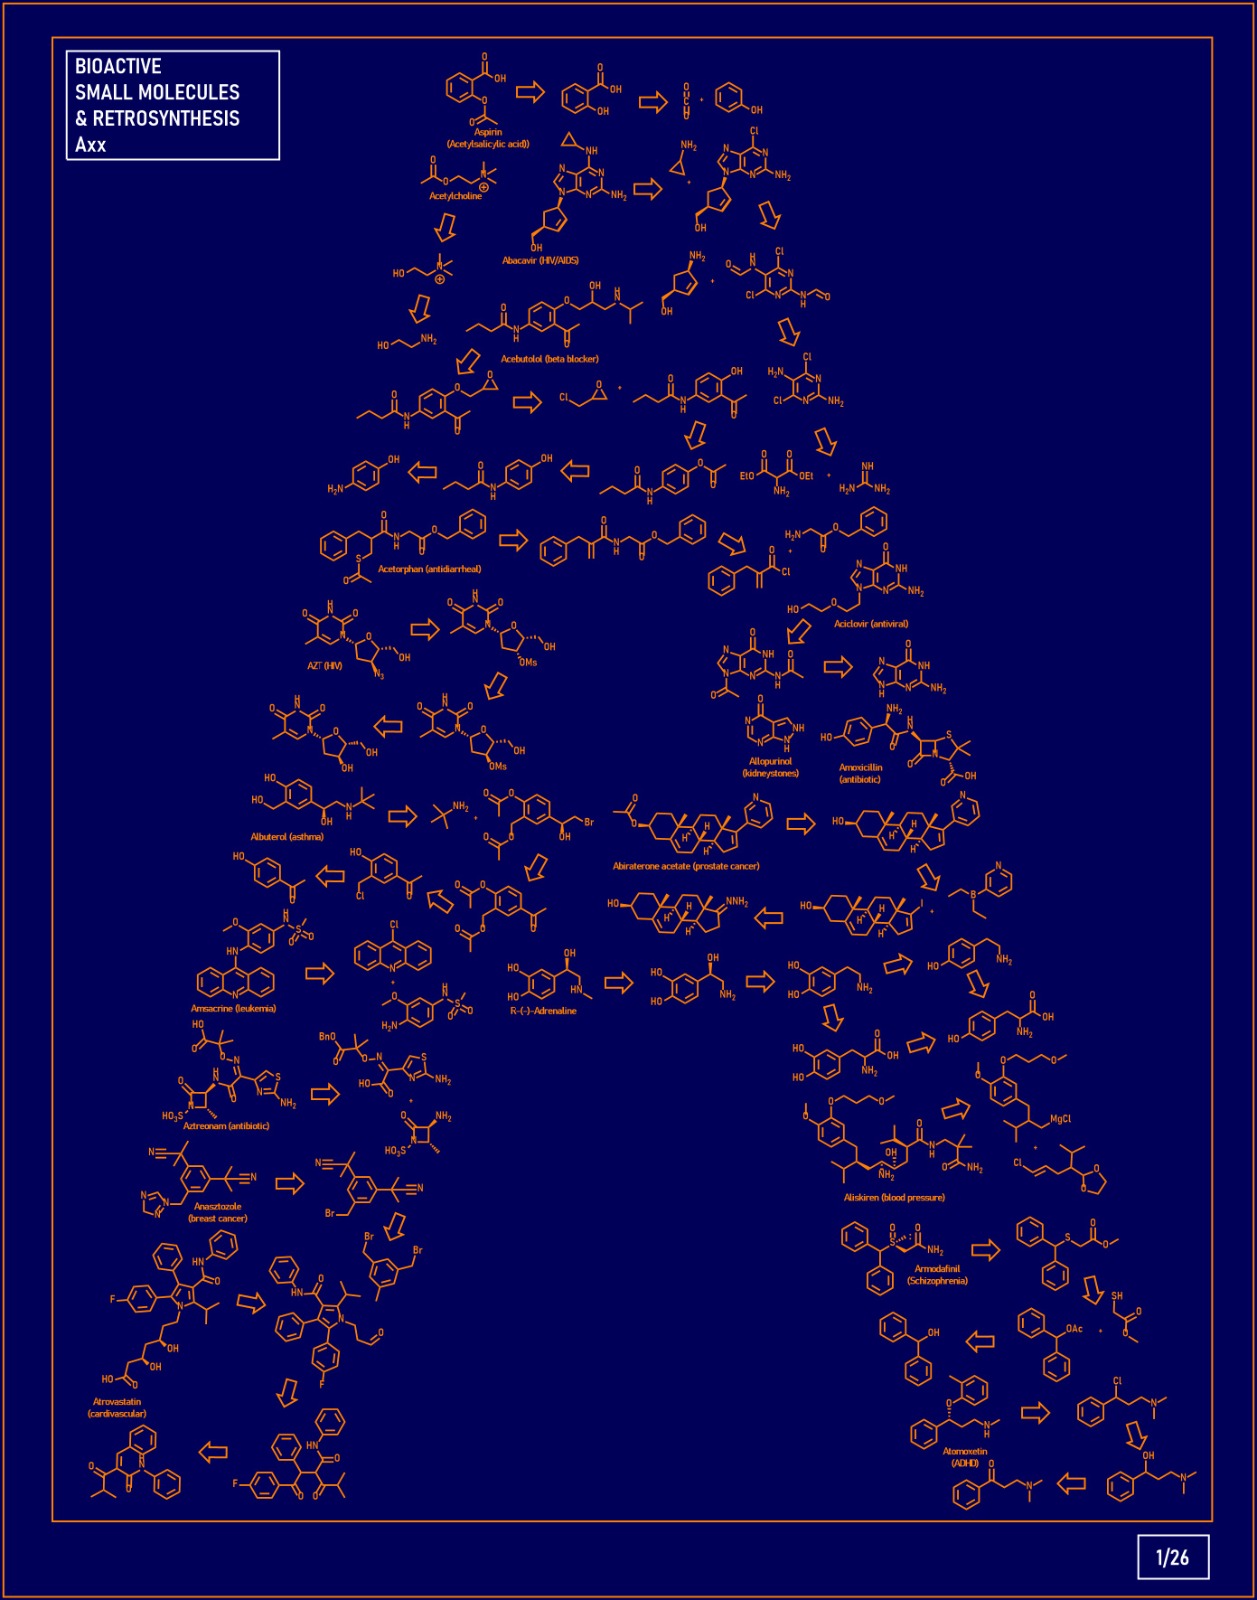 BIOACTIVE
SMALL MOLECULES
& RETROSYNTHESIS
Axx
Aspirin
(Acetylsalicylic acid))
Acetylcholine
Abacavir (HIV/AIDS)
Acebutolol (beta blocker)
Acetorphan (antidiarrheal)
Aciclovir (antiviral)
AZT (HIV)
Allopurinol
(kidneystones)
Amoxicillin
(antibiotic)
Albuterol (asthma)
Abiraterone acetate (prostate cancer)
Amsacrine (leukemia)
R-(-)-Adrenaline
Aztreonam (antibiotic)
Anasztozole
(breast cancer)
Aliskiren (blood pressure)
Armodafinil
(Schizophrenia)
Atrovastatin
(cardivascular)
Atomoxetin
(ADHD)
1/26